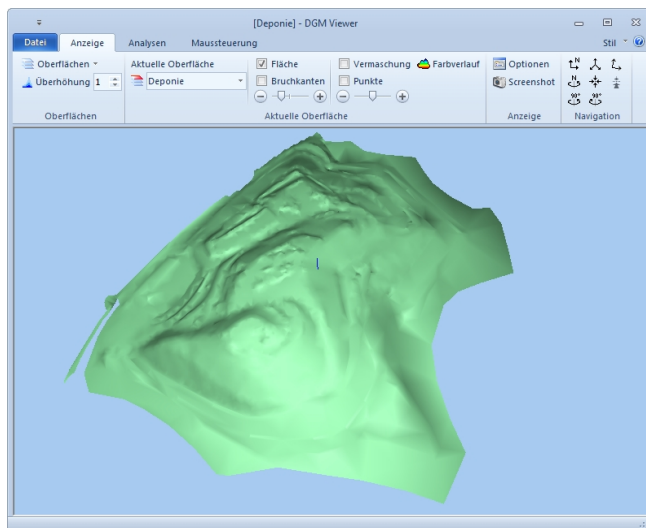 [Deponie] - DGM Viewer
Datei Anzeige Analysen Maussteuerung Stil
Oberflächen Aktuelle Oberfläche Fläche Vermaschung Farbverlauf Optionen
Überhöhung 1 Deponie Bruchkanten Punkte Screenshot
Oberflächen Aktuelle Oberfläche Anzeige Navigation